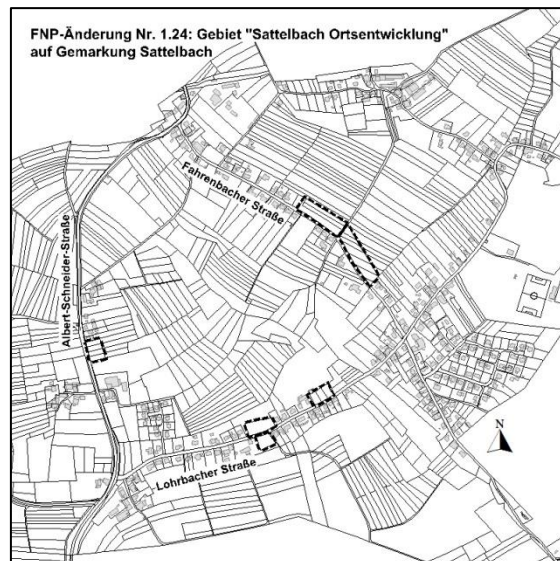 FNP-Änderung Nr. 1.24: Gebiet "Sattelbach Ortsentwicklung"
auf Gemarkung Sattelbach
Fahrenbacher Straße
Albert-Schneider-Straße
N
Lohrbacher Straße